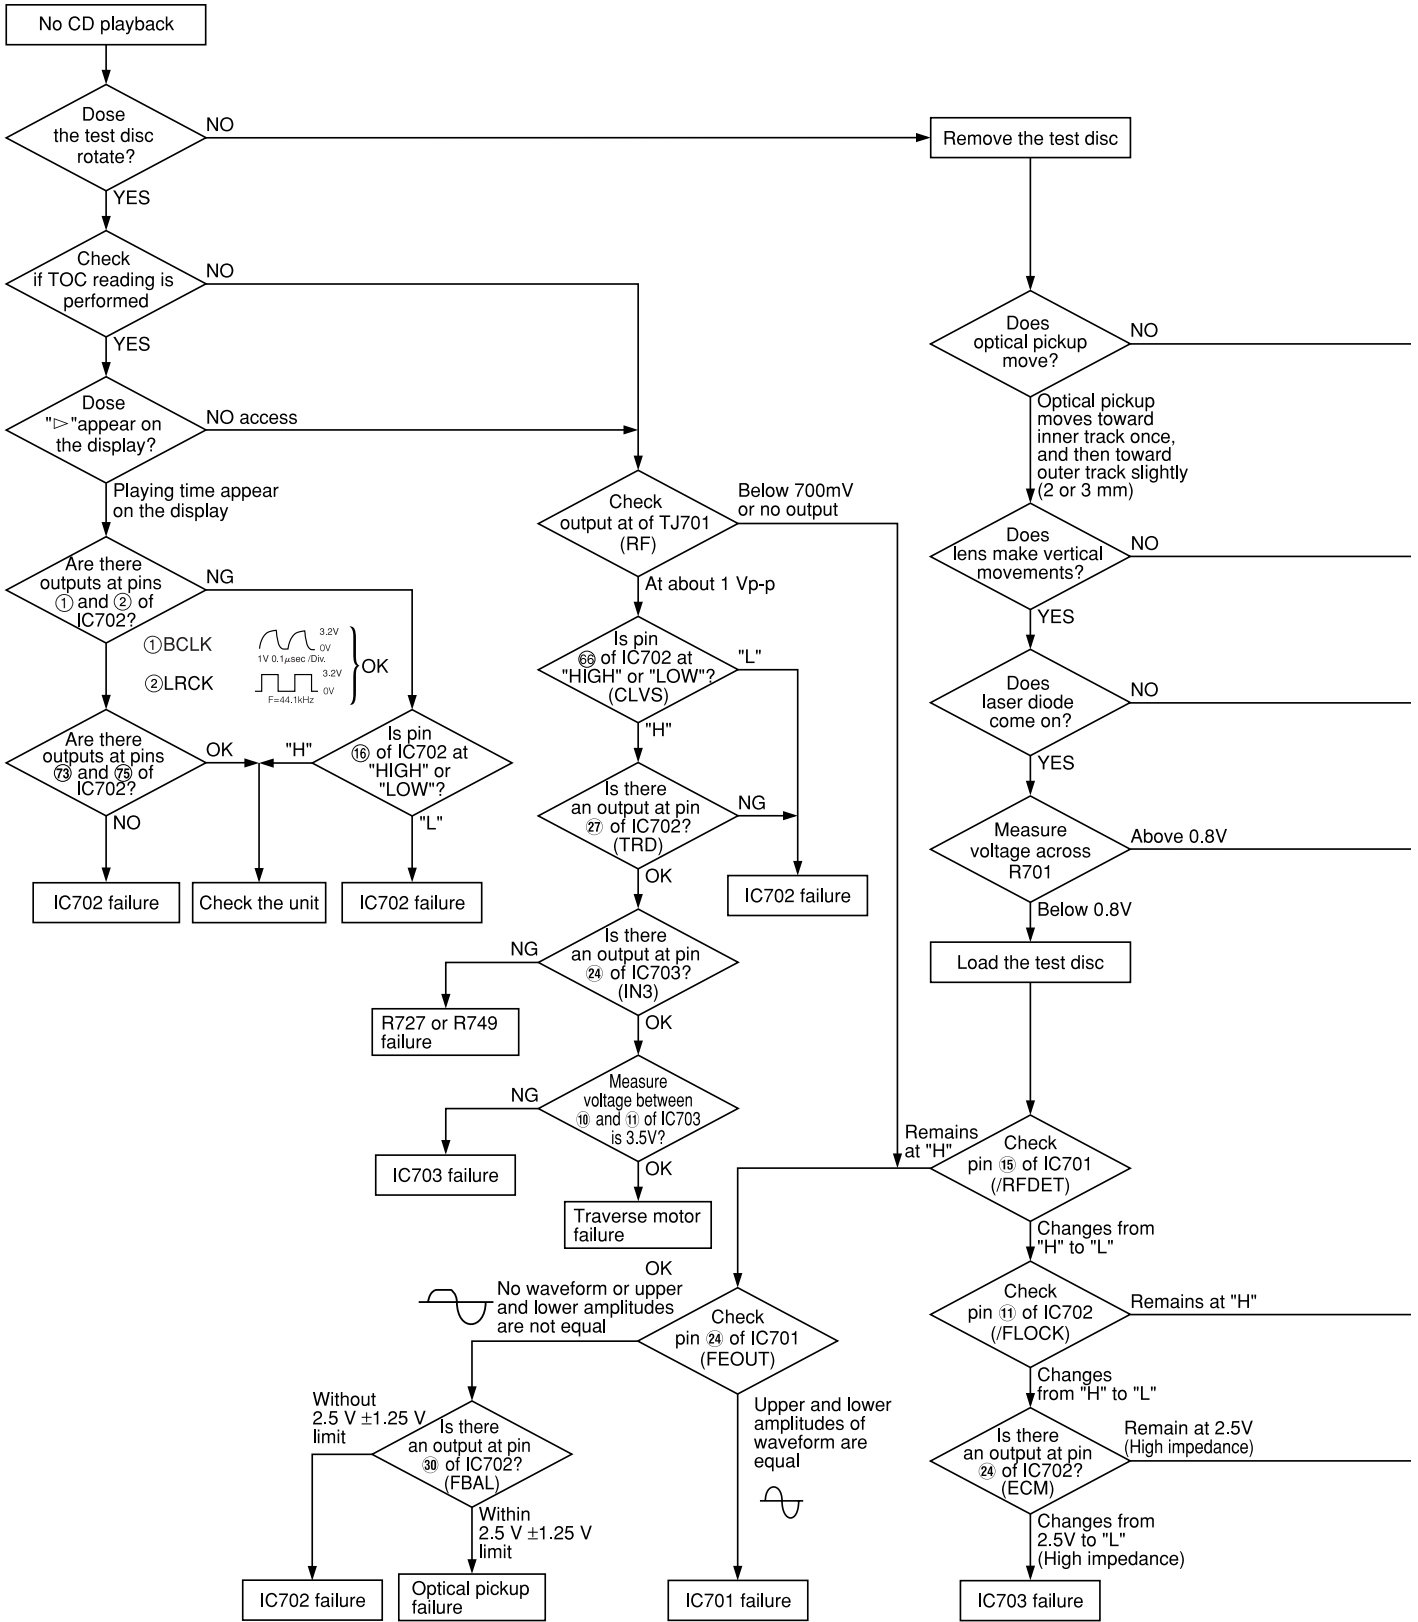 No CD playback
Dose
the test disc
rotate?
NO
YES
Remove the test disc
Check
if TOC reading is
performed
NO
YES
Dose
"▷"appear on
the display?
NO access
Playing time appear
on the display
Are there
outputs at pins
① and ② of
IC702?
NG
①BCLK
3.2V
0V
1V 0.1μsec /Div.
②LRCK
3.2V
0V
F=44.1kHz
OK
Are there
outputs at pins
73 and 75 of
IC702?
OK
NO
"H"
Is pin
⑯ of IC702 at
"HIGH" or
"LOW"?
"L"
IC702 failure
Check the unit
IC702 failure
Check
output at of TJ701
(RF)
Below 700mV
or no output
At about 1 Vp-p
Is pin
66 of IC702 at
"HIGH" or "LOW"?
(CLVS)
"L"
"H"
Is there
an output at pin
㉗ of IC702?
(TRD)
NG
OK
IC702 failure
Is there
an output at pin
㉔ of IC703?
(IN3)
NG
R727 or R749
failure
OK
Measure
voltage between
⑩ and ⑪ of IC703
is 3.5V?
NG
IC703 failure
OK
Traverse motor
failure
Does
optical pickup
move?
NO
Optical pickup
moves toward
inner track once,
and then toward
outer track slightly
(2 or 3 mm)
Does
lens make vertical
movements?
NO
YES
Does
laser diode
come on?
NO
YES
Measure
voltage across
R701
Above 0.8V
Below 0.8V
Load the test disc
Remains
at "H"
Check
pin ⑮ of IC701
(/RFDET)
Changes from
"H" to "L"
Check
pin ⑪ of IC702
(/FLOCK)
Remains at "H"
Changes
from "H" to "L"
Is there
an output at pin
㉔ of IC702?
(ECM)
Remain at 2.5V
(High impedance)
Changes from
2.5V to "L"
(High impedance)
IC703 failure
OK
No waveform or upper
and lower amplitudes
are not equal
Check
pin ㉔ of IC701
(FEOUT)
Upper and lower
amplitudes of
waveform are
equal
IC701 failure
Without
2.5 V ±1.25 V
limit
Is there
an output at pin
㉚ of IC702?
(FBAL)
Within
2.5 V ±1.25 V
limit
IC702 failure
Optical pickup
failure